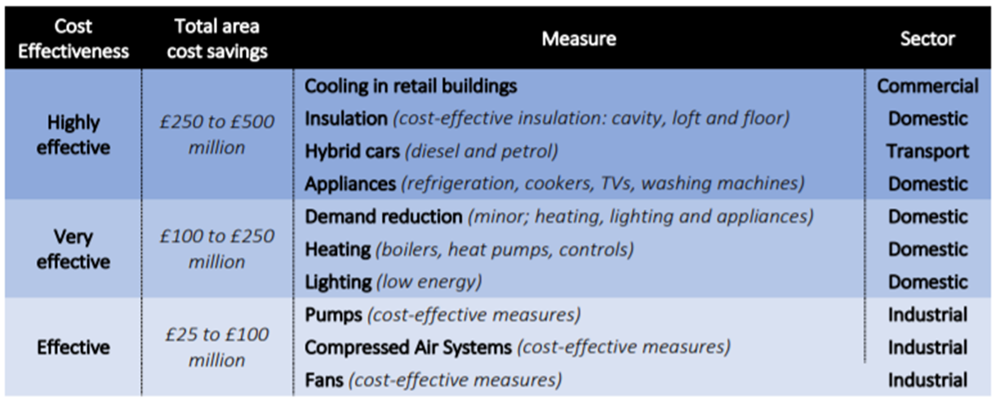 Cost Effectiveness Total area cost savings Measure Sector
Highly effective £250 to £500 million Cooling in retail buildings Commercial
Insulation (cost-effective insulation: cavity, loft and floor) Domestic
Hybrid cars (diesel and petrol) Transport
Appliances (refrigeration, cookers, TVs, washing machines) Domestic
Very effective £100 to £250 million Demand reduction (minor; heating, lighting and appliances) Domestic
Heating (boilers, heat pumps, controls) Domestic
Lighting (low energy) Domestic
Effective £25 to £100 million Pumps (cost-effective measures) Industrial
Compressed Air Systems (cost-effective measures) Industrial
Fans (cost-effective measures) Industrial